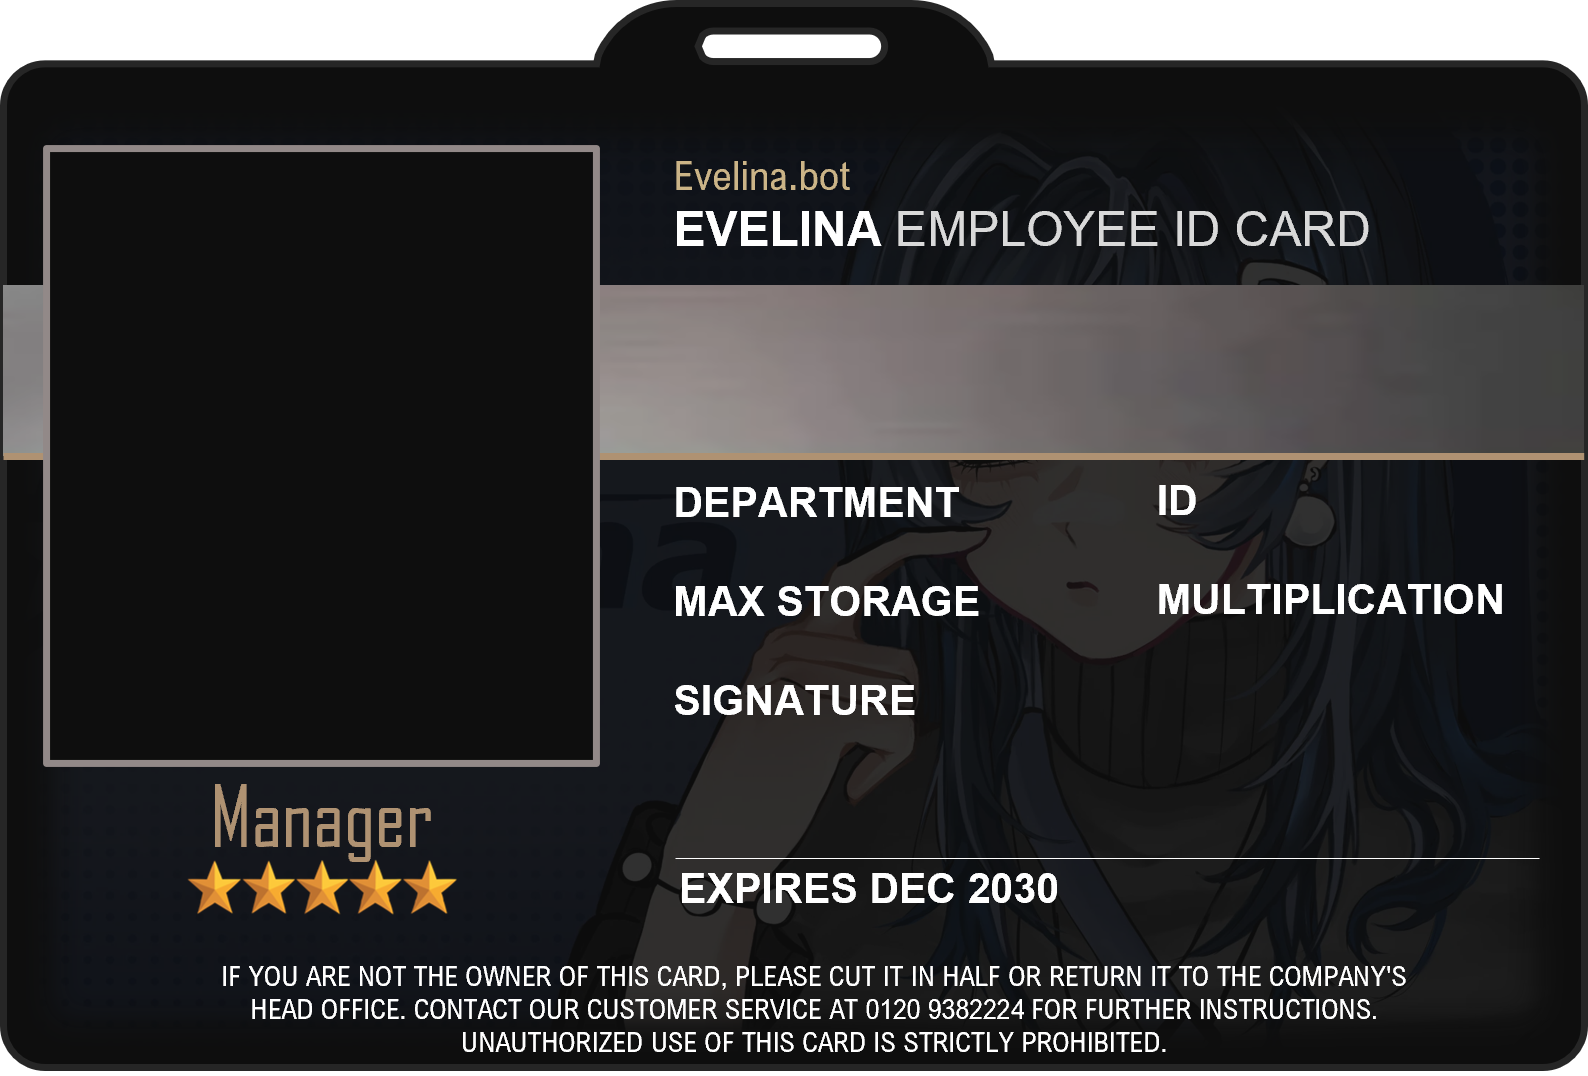 Evelina.bot
EVELINA EMPLOYEE ID CARD
DEPARTMENT
ID
MAX STORAGE
MULTIPLICATION
SIGNATURE
Manager
EXPIRES DEC 2030
IF YOU ARE NOT THE OWNER OF THIS CARD, PLEASE CUT IT IN HALF OR RETURN IT TO THE COMPANY'S
HEAD OFFICE. CONTACT OUR CUSTOMER SERVICE AT 0120 9382224 FOR FURTHER INSTRUCTIONS.
UNAUTHORIZED USE OF THIS CARD IS STRICTLY PROHIBITED.